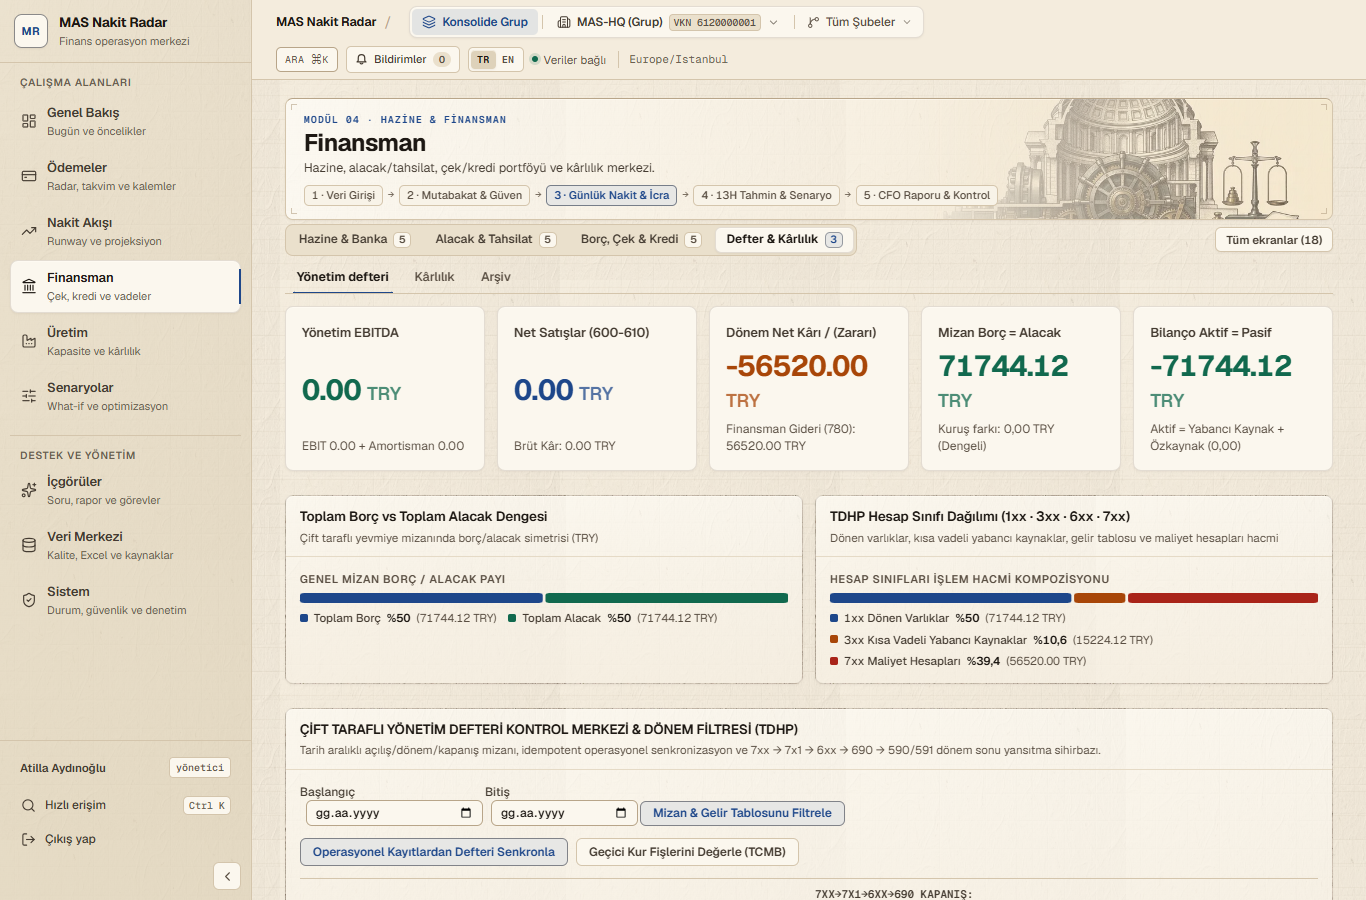 MR
MAS Nakit Radar
Finans operasyon merkezi
ÇALIŞMA ALANLARI
Genel Bakış
Bugün ve öncelikler
Ödemeler
Radar, takvim ve kalemler
Nakit Akışı
Runway ve projeksiyon
Finansman
Çek, kredi ve vadeler
Üretim
Kapasite ve kârlılık
Senaryolar
What-if ve optimizasyon
DESTEK VE YÖNETİM
İçgörüler
Soru, rapor ve görevler
Veri Merkezi
Kalite, Excel ve kaynaklar
Sistem
Durum, güvenlik ve denetim
Atilla Aydınoğlu yönetici
Hızlı erişim Ctrl K
Çıkış yap
MAS Nakit Radar / Konsolide Grup MAS-HQ (Grup) VKN 6120000001 Tüm Şubeler
ARA ⌘K Bildirimler 0 TR EN Veriler bağlı Europe/Istanbul
MODÜL 04 · HAZİNE & FİNANSMAN
Finansman
Hazine, alacak/tahsilat, çek/kredi portföyü ve kârlılık merkezi.
1 · Veri Girişi → 2 · Mutabakat & Güven → 3 · Günlük Nakit & İcra → 4 · 13H Tahmin & Senaryo → 5 · CFO Raporu & Kontrol
Hazine & Banka 5 Alacak & Tahsilat 5 Borç, Çek & Kredi 5 Defter & Kârlılık 3 Tüm ekranlar (18)
Yönetim defteri Kârlılık Arşiv
Yönetim EBITDA
0.00 TRY
EBIT 0.00 + Amortisman 0.00
Net Satışlar (600-610)
0.00 TRY
Brüt Kâr: 0.00 TRY
Dönem Net Kârı / (Zararı)
-56520.00
TRY
Finansman Gideri (780):
56520.00 TRY
Mizan Borç = Alacak
71744.12
TRY
Kuruş farkı: 0,00 TRY
(Dengeli)
Bilanço Aktif = Pasif
-71744.12
TRY
Aktif = Yabancı Kaynak +
Özkaynak (0,00)
Toplam Borç vs Toplam Alacak Dengesi
Çift taraflı yevmiye mizanında borç/alacak simetrisi (TRY)
GENEL MİZAN BORÇ / ALACAK PAYI
Toplam Borç %50 (71744.12 TRY) Toplam Alacak %50 (71744.12 TRY)
TDHP Hesap Sınıfı Dağılımı (1xx · 3xx · 6xx · 7xx)
Dönen varlıklar, kısa vadeli yabancı kaynaklar, gelir tablosu ve maliyet hesapları hacmi
HESAP SINIFLARI İŞLEM HACMİ KOMPOZİSYONU
1xx Dönen Varlıklar %50 (71744.12 TRY)
3xx Kısa Vadeli Yabancı Kaynaklar %10,6 (15224.12 TRY)
7xx Maliyet Hesapları %39,4 (56520.00 TRY)
ÇİFT TARAFLI YÖNETİM DEFTERİ KONTROL MERKEZİ & DÖNEM FİLTRESİ (TDHP)
Tarih aralıklı açılış/dönem/kapanış mizanı, idempotent operasyonel senkronizasyon ve 7xx → 7x1 → 6xx → 690 → 590/591 dönem sonu yansıtma sihirbazı.
Başlangıç Bitiş
gg.aa.yyyy gg.aa.yyyy Mizan & Gelir Tablosunu Filtrele
Operasyonel Kayıtlardan Defteri Senkronla Geçici Kur Fişlerini Değerle (TCMB)
7XX→7X1→6XX→690 KAPANIŞ: